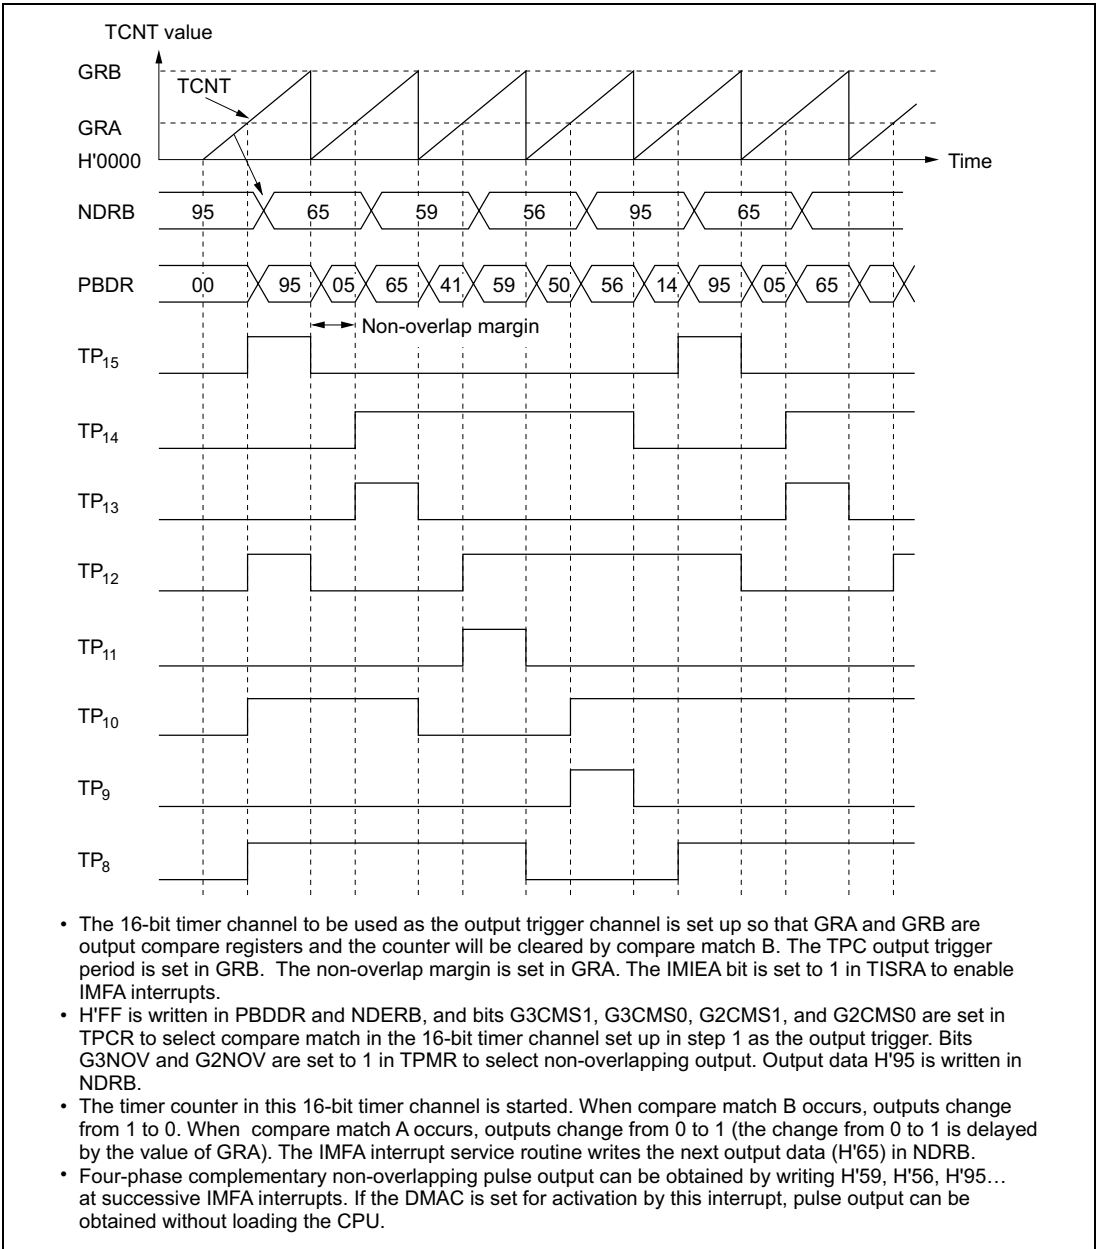 TCNT value
GRB
TCNT
GRA
H'0000
Time
NDRB 95 65 59 56 95 65
PBDR 00 95 05 65 41 59 50 56 14 95 05 65
Non-overlap margin
TP15
TP14
TP13
TP12
TP11
TP10
TP9
TP8
• The 16-bit timer channel to be used as the output trigger channel is set up so that GRA and GRB are
output compare registers and the counter will be cleared by compare match B. The TPC output trigger
period is set in GRB. The non-overlap margin is set in GRA. The IMIEA bit is set to 1 in TISRA to enable
IMFA interrupts.
• H'FF is written in PBDDR and NDERB, and bits G3CMS1, G3CMS0, G2CMS1, and G2CMS0 are set in
TPCR to select compare match in the 16-bit timer channel set up in step 1 as the output trigger. Bits
G3NOV and G2NOV are set to 1 in TPMR to select non-overlapping output. Output data H'95 is written in
NDRB.
• The timer counter in this 16-bit timer channel is started. When compare match B occurs, outputs change
from 1 to 0. When compare match A occurs, outputs change from 0 to 1 (the change from 0 to 1 is delayed
by the value of GRA). The IMFA interrupt service routine writes the next output data (H'65) in NDRB.
• Four-phase complementary non-overlapping pulse output can be obtained by writing H'59, H'56, H'95…
at successive IMFA interrupts. If the DMAC is set for activation by this interrupt, pulse output can be
obtained without loading the CPU.